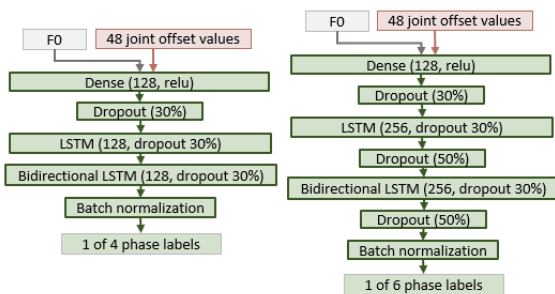 F0
48 joint offset values
Dense (128, relu)
Dropout (30%)
LSTM (128, dropout 30%)
Bidirectional LSTM (128, dropout 30%)
Batch normalization
1 of 4 phase labels
F0
48 joint offset values
Dense (128, relu)
Dropout (30%)
LSTM (256, dropout 30%)
Dropout (50%)
Bidirectional LSTM (256, dropout 30%)
Dropout (50%)
Batch normalization
1 of 6 phase labels